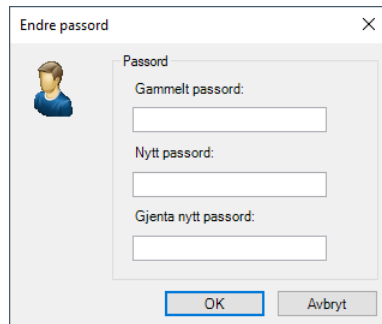 Endre passord
Passord
Gammelt passord:
Nytt passord:
Gjenta nytt passord:
OK Avbryt